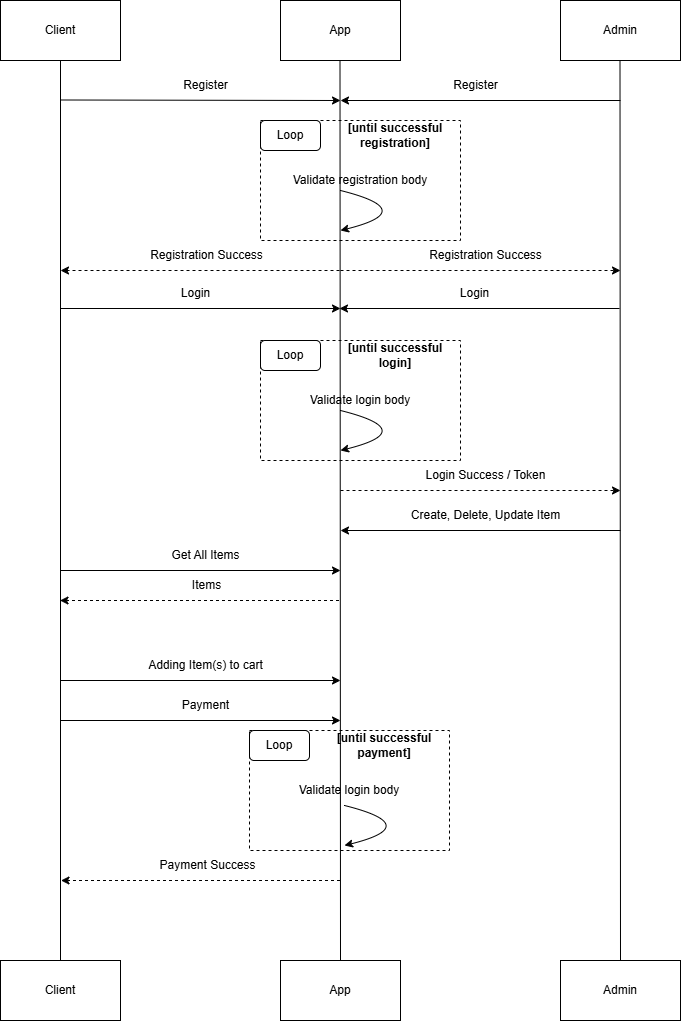 Client
App
Admin
Register
Register
Loop
[until successful
registration]
Validate registration body
Registration Success
Registration Success
Login
Login
Loop
[until successful
login]
Validate login body
Login Success / Token
Create, Delete, Update Item
Get All Items
Items
Adding Item(s) to cart
Payment
Loop
[until successful
payment]
Validate login body
Payment Success
Client
App
Admin